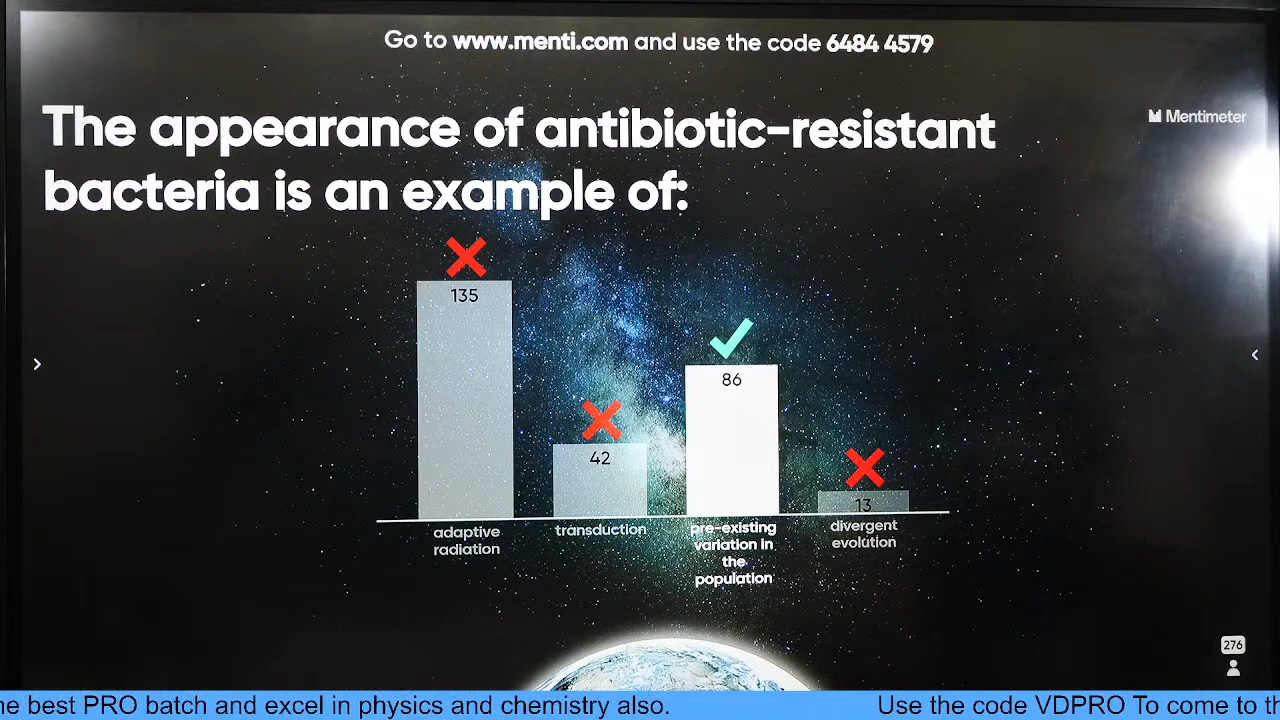 Go to www.menti.com and use the code 6484 4579
The appearance of antibiotic-resistant
bacteria is an example of:
Mentimeter
135
42
86
13
adaptive
radiation
transduction
pre-existing
variation in
the
population
divergent
evolution
276
best PRO batch and excel in physics and chemistry also.
Use the code VDPRO To come to